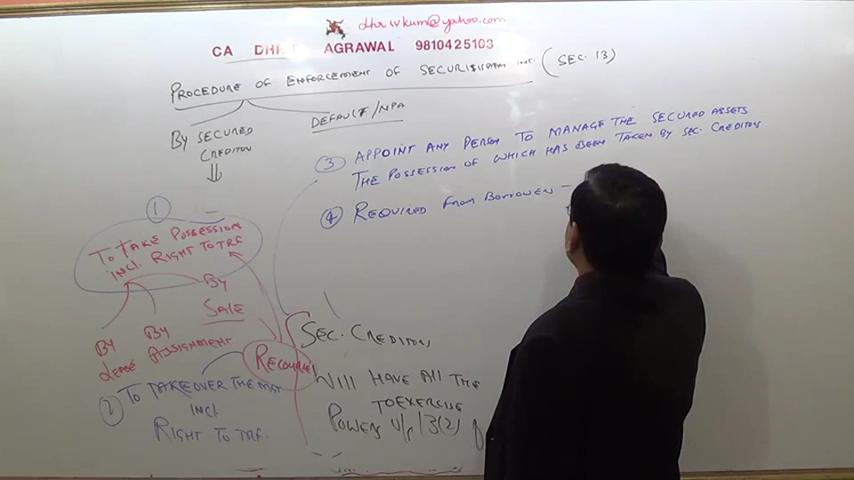 dhruvkum@yahoo.com
CA DH AGRAWAL 9810425103
PROCEDURE OF ENFORCEMENT OF INT. (SEC. 13)
BY SECURED
CREDITOR
DEFAULT/NPA
①
TO TAKE POSSESSION
INCL. RIGHT TO TRF
BY
SALE
BY
LEASE
BY
ASSIGNMENT
RECOURSE
② TO TAKEOVER THE MGT
INCL.
RIGHT TO TRF.
③ APPOINT ANY PERSON TO MANAGE THE SECURED ASSETS
THE POSSESSION OF WHICH HAS BEEN TAKEN BY SEC. CREDITOR
④ REQUIRED FROM BORROWER –
SEC. CREDITOR
WILL HAVE ALL THE
TO EXERCISE
POWERS U/S 13(2)